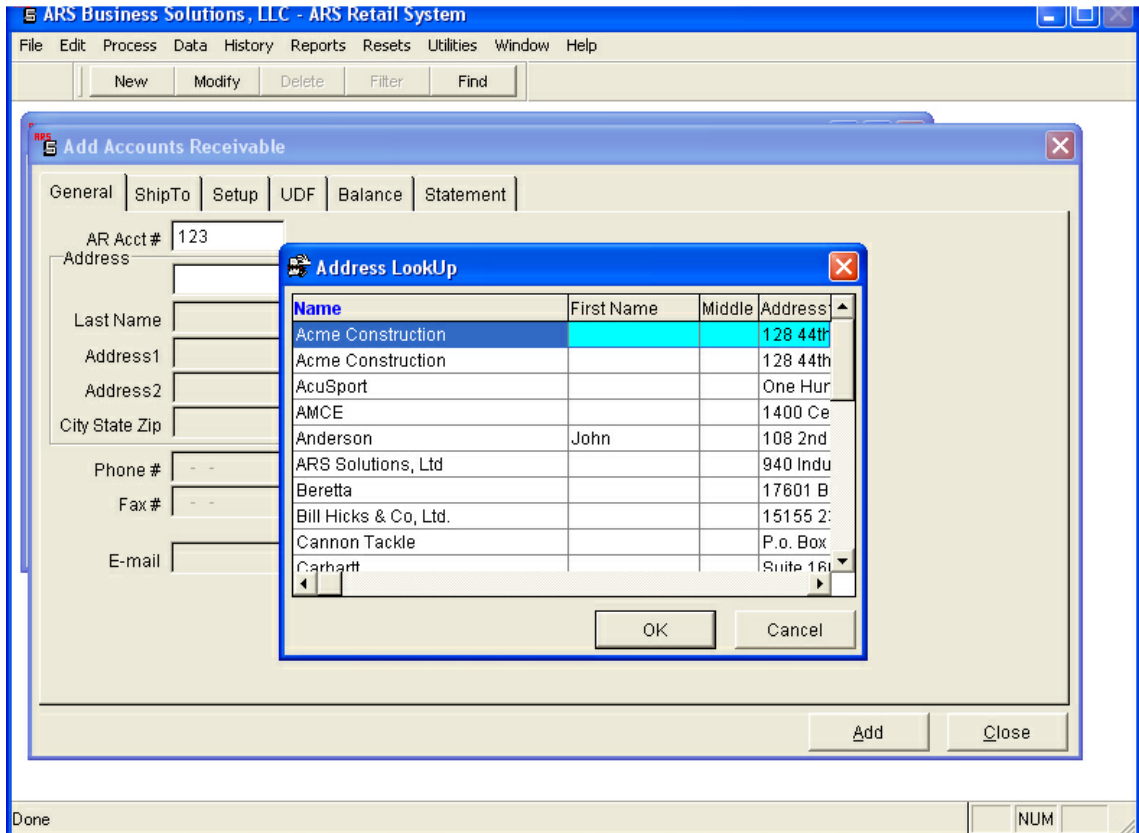 ARS Business Solutions, LLC - ARS Retail System
File Edit Process Data History Reports Resets Utilities Window Help
New Modify Delete Filter Find
Add Accounts Receivable
General ShipTo Setup UDF Balance Statement
AR Acct # 123
Address
Last Name
Address1
Address2
City State Zip
Phone # - -
Fax # - -
E-mail
Address LookUp
Name First Name Middle Address
Acme Construction 128 44th
Acme Construction 128 44th
AcuSport One Hun
AMCE 1400 Ce
Anderson John 108 2nd
ARS Solutions, Ltd 940 Indu
Beretta 17601 B
Bill Hicks & Co, Ltd. 15155 2
Cannon Tackle P.o. Box
Carhartt Suite 16
OK Cancel
Add Close
Done NUM